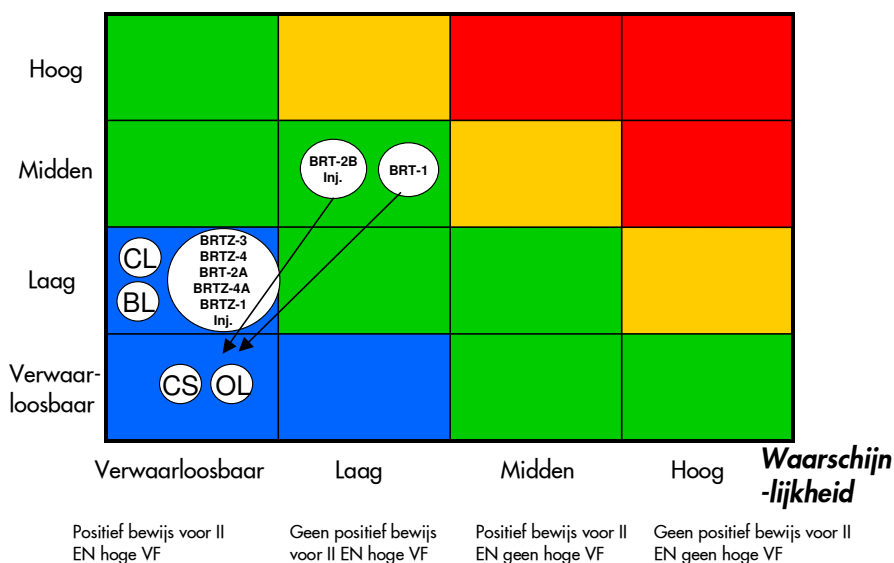 Hoog
Midden
BRT-2B
Inj.
BRT-1
Laag
CL
BL
BRTZ-3
BRTZ-4
BRT-2A
BRTZ-4A
BRTZ-1
Inj.
Verwaar-
loosbaar
CS
OL
Verwaarloosbaar
Laag
Midden
Hoog
Waarschijn
-lijkheid
Positief bewijs voor II
EN hoge VF
Geen positief bewijs
voor II EN hoge VF
Positief bewijs voor II
EN geen hoge VF
Geen positief bewijs voor II
EN geen hoge VF